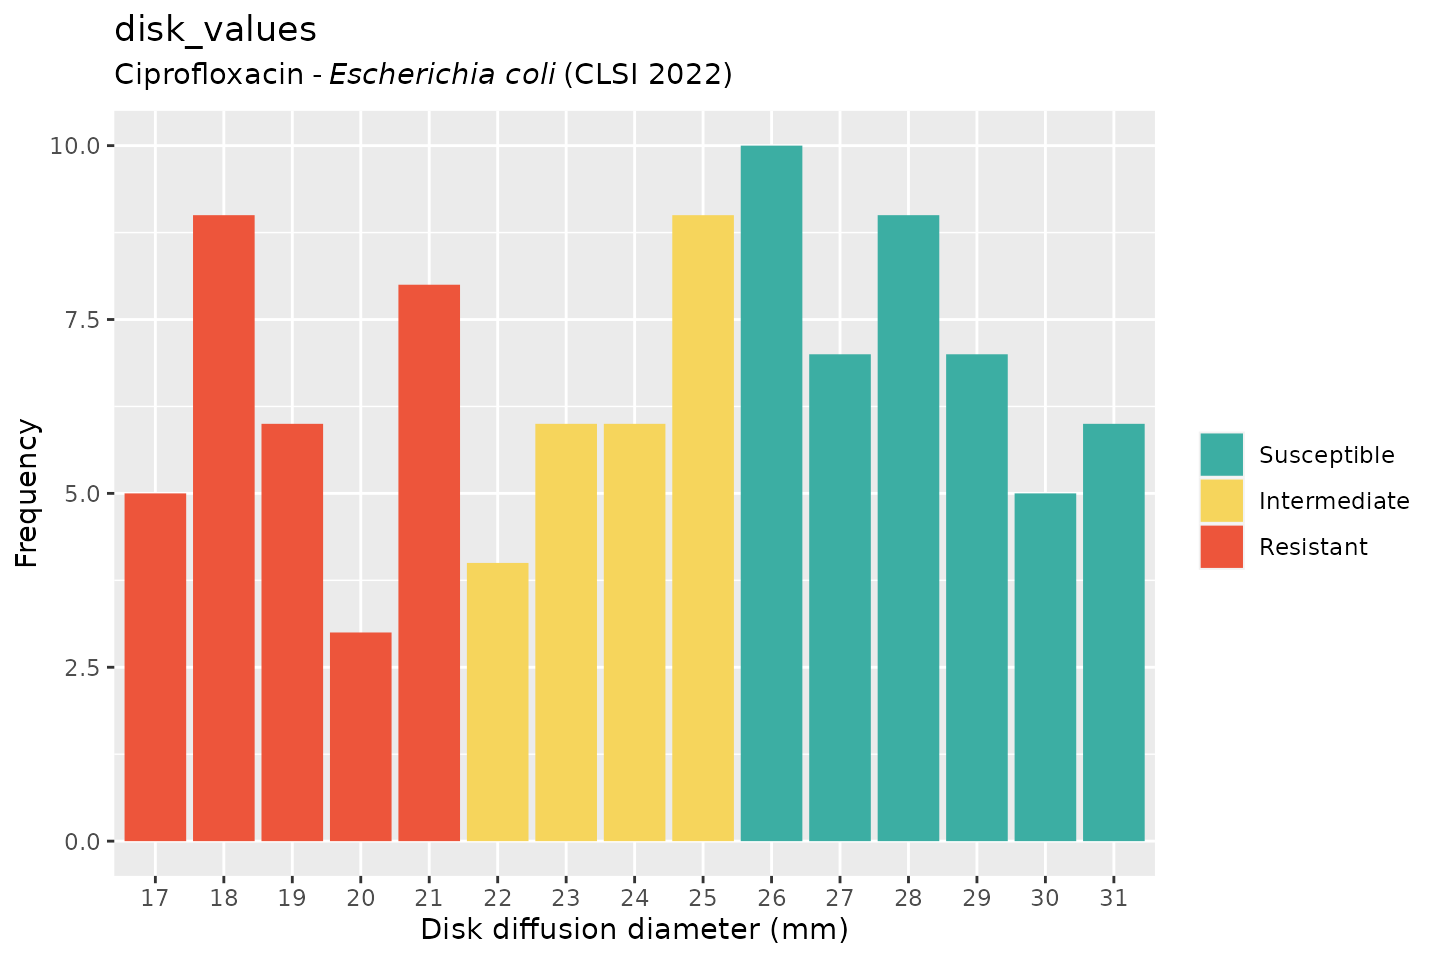 disk_values
Ciprofloxacin - Escherichia coli (CLSI 2022)
Frequency
10.0
7.5
5.0
2.5
0.0
17 18 19 20 21 22 23 24 25 26 27 28 29 30 31
Disk diffusion diameter (mm)
Susceptible
Intermediate
Resistant